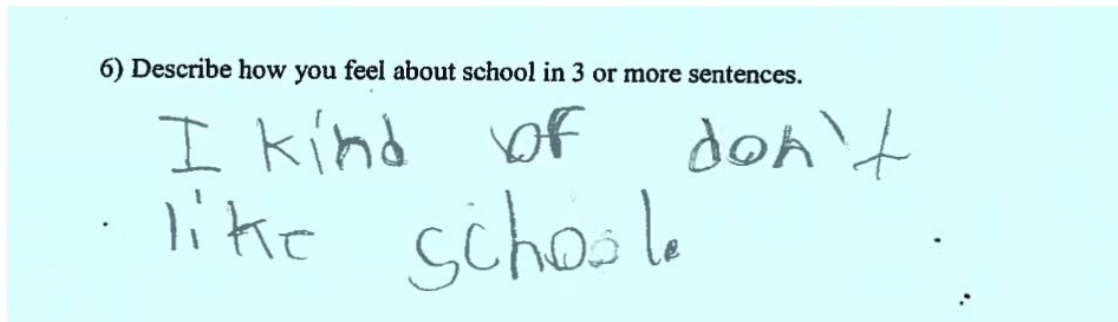 6) Describe how you feel about school in 3 or more sentences.
I kind of don't
like school.